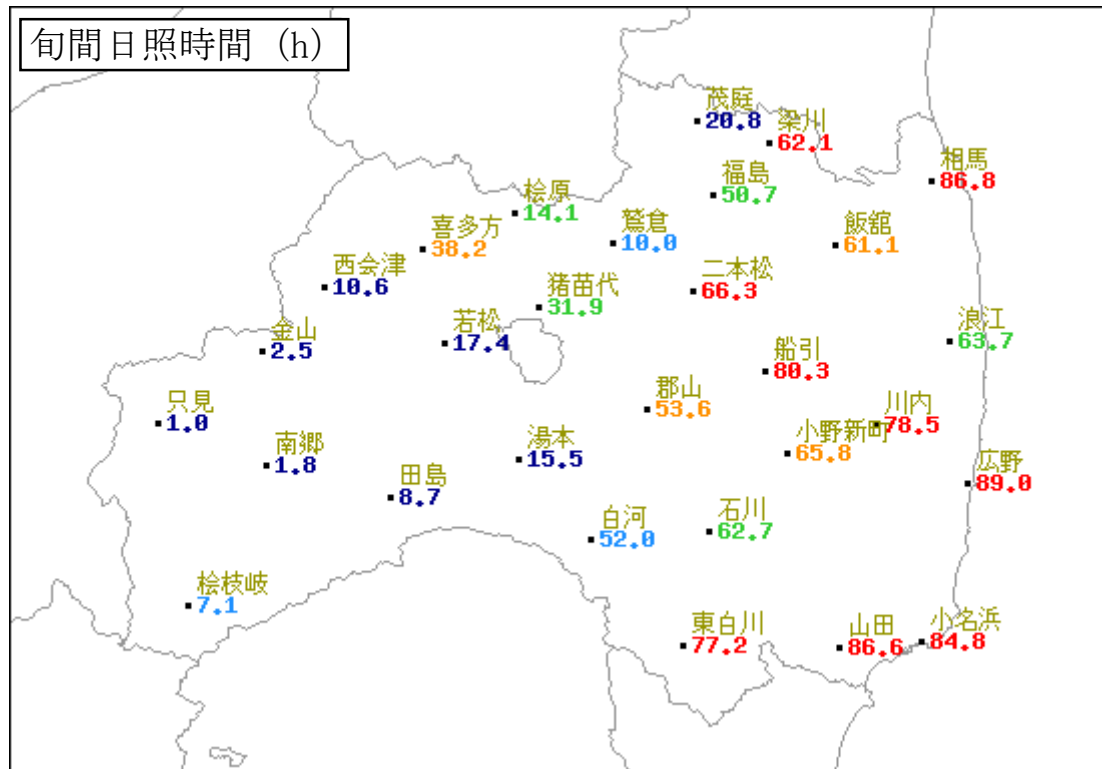 旬間日照時間 (h)
茂庭
20.8
梁川
62.1
相馬
86.8
福島
50.7
桧原
14.1
鷲倉
10.0
飯舘
61.1
喜多方
38.2
西会津
10.6
二本松
66.3
猪苗代
31.9
若松
17.4
浪江
63.7
金山
2.5
船引
80.3
郡山
53.6
只見
1.0
川内
78.5
小野新町
65.8
湯本
15.5
南郷
1.8
広野
89.0
田島
8.7
白河
52.0
石川
62.7
桧枝岐
7.1
東白川
77.2
山田
86.6
小名浜
84.8